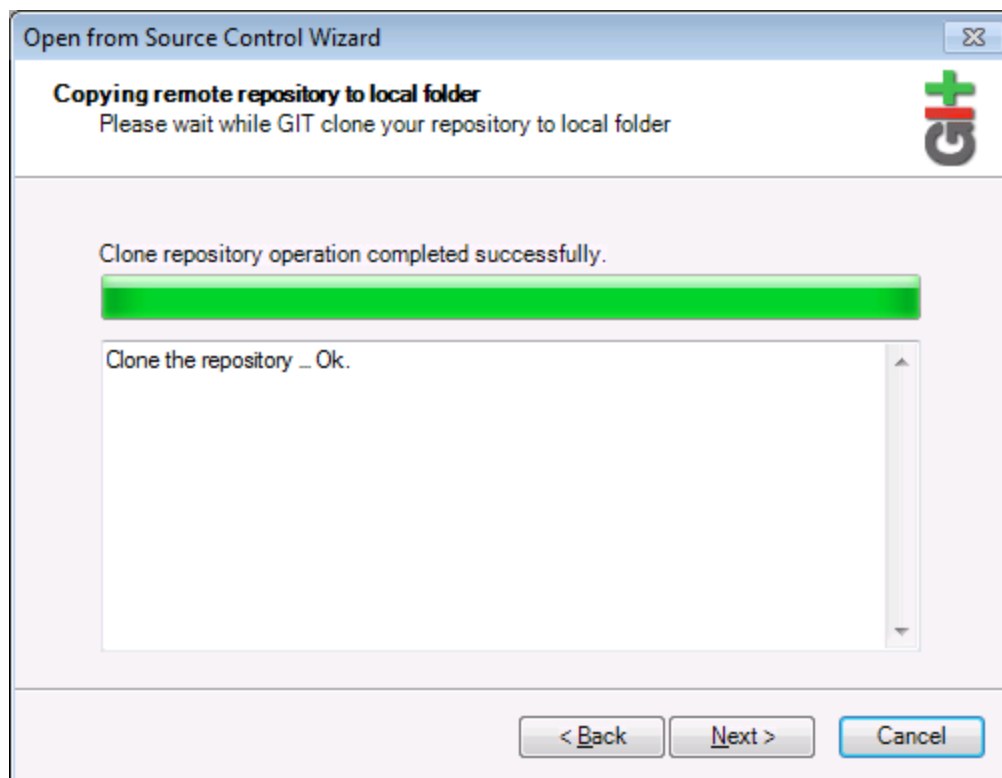 Open from Source Control Wizard
Copying remote repository to local folder
Please wait while GIT clone your repository to local folder
GIt
Clone repository operation completed successfully.
Clone the repository ... Ok.
< Back
Next >
Cancel